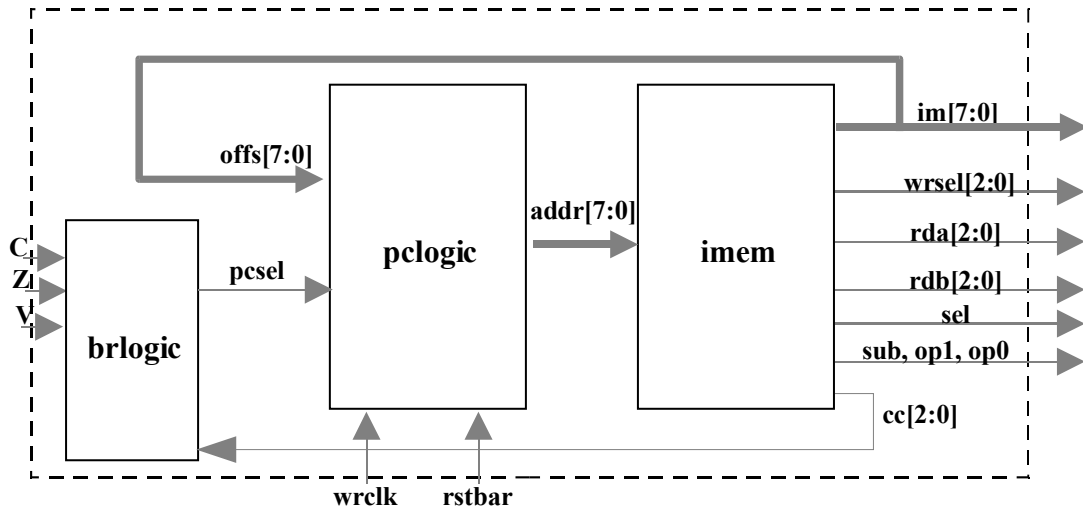 im[7:0]
offs[7:0]
wrsel[2:0]
addr[7:0]
rda[2:0]
C
pclogic
imem
Z
pcsel
rdb[2:0]
V
sel
brlogic
sub, op1, op0
cc[2:0]
wrclk
rstbar